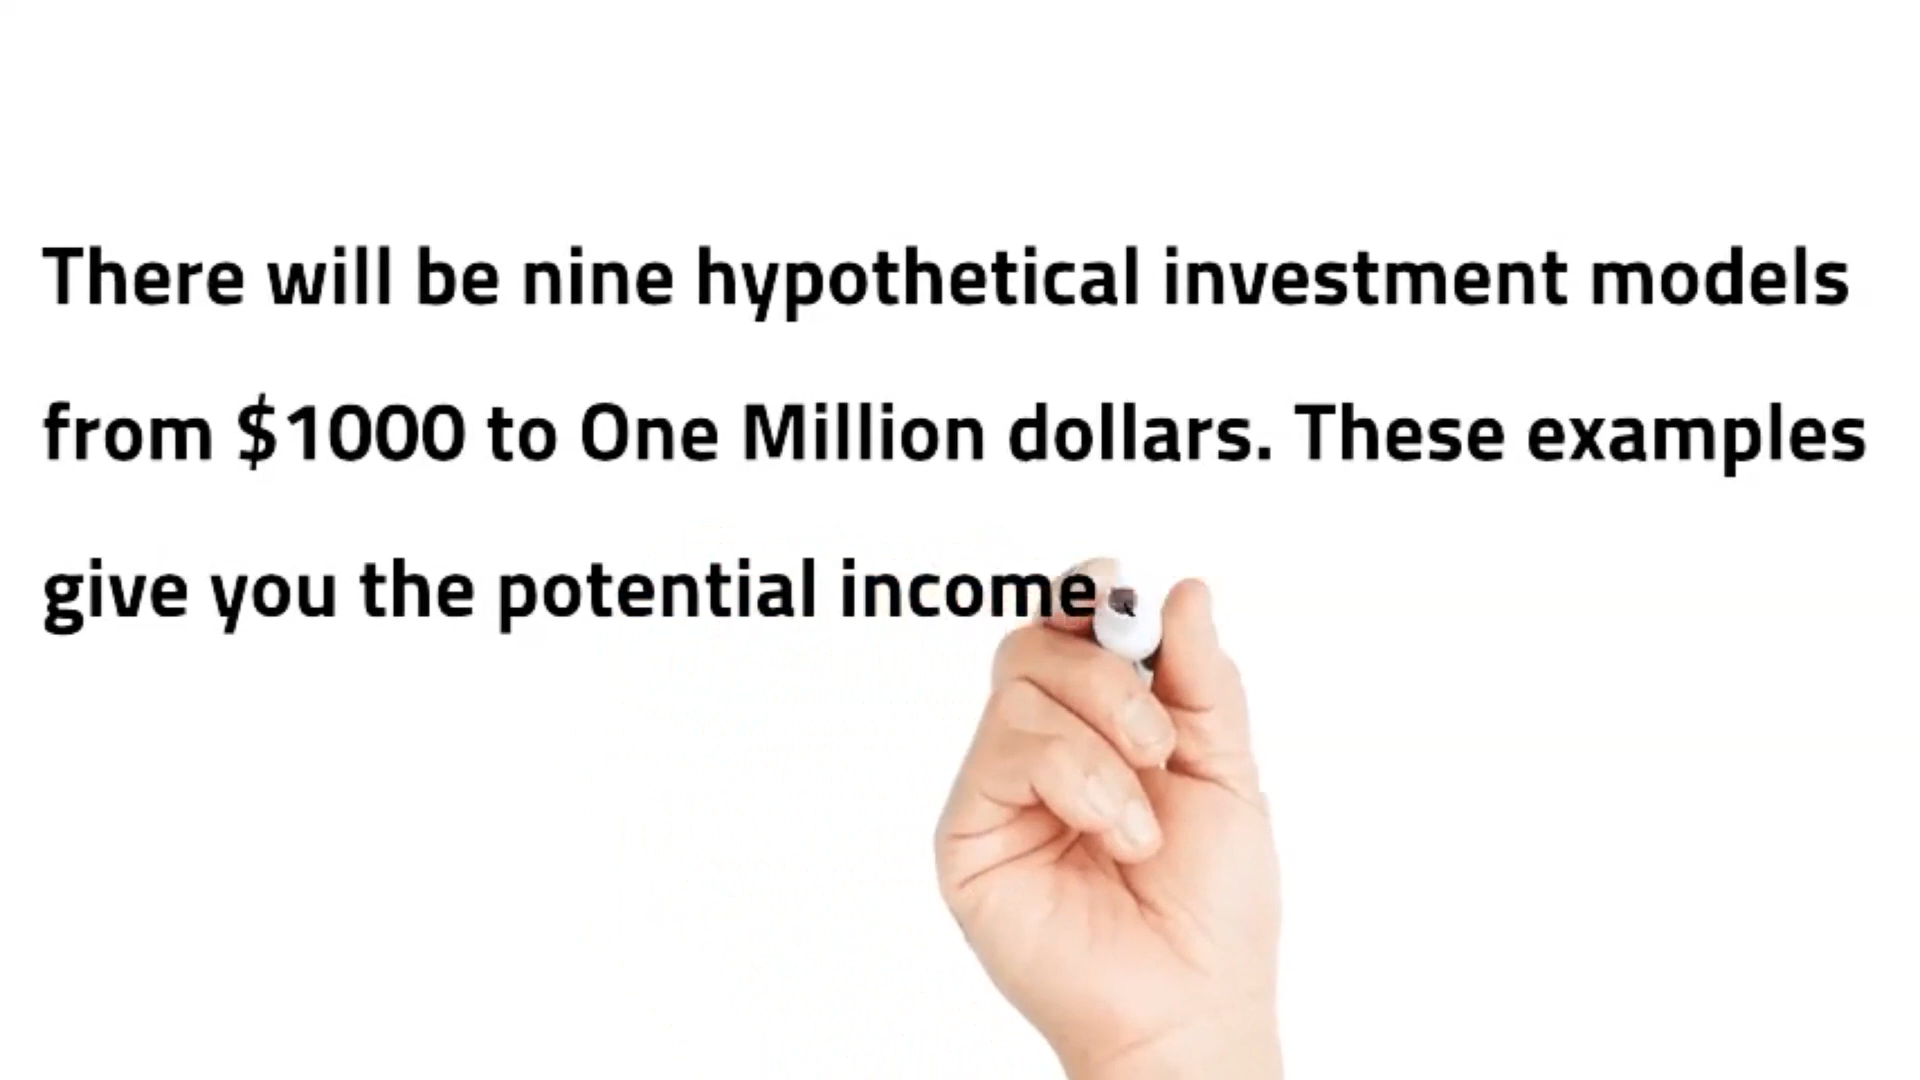 There will be nine hypothetical investment models
from $1000 to One Million dollars. These examples
give you the potential income